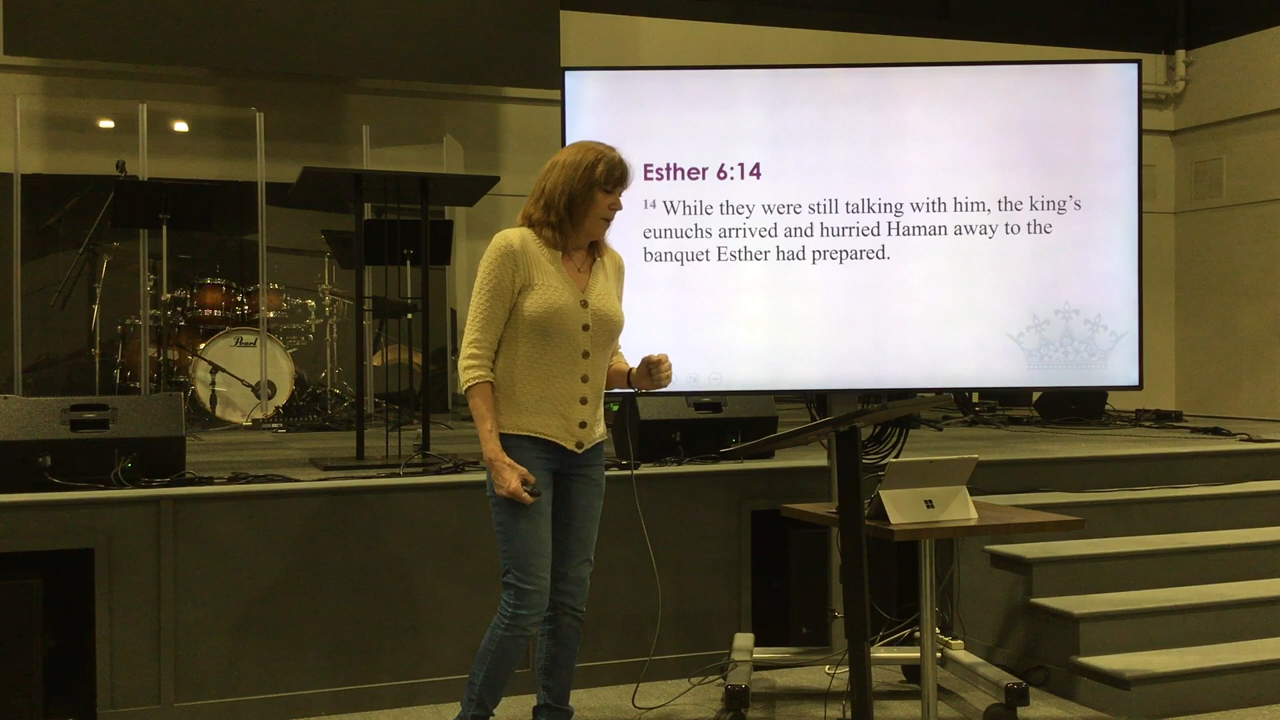 Esther 6:14
14 While they were still talking with him, the king's
eunuchs arrived and hurried Haman away to the
banquet Esther had prepared.
Pearl